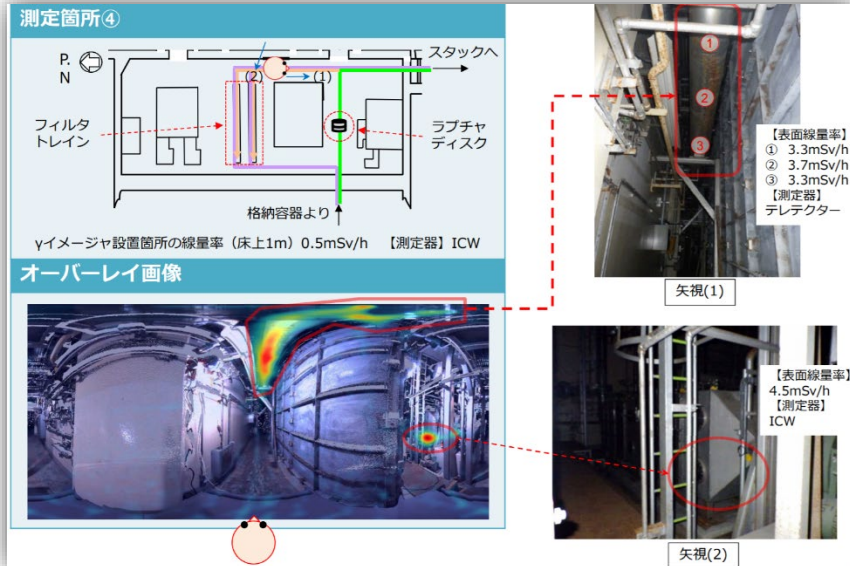 測定箇所④
P.
N
スタックへ
(2)
(1)
フィルタ
トレイン
ラプチャ
ディスク
格納容器より
γイメージャ設置箇所の線量率（床上1m）0.5mSv/h 【測定器】ICW
オーバーレイ画像
①
②
③
【表面線量率】
① 3.3mSv/h
② 3.7mSv/h
③ 3.3mSv/h
【測定器】
テレテクター
矢視(1)
【表面線量率】
4.5mSv/h
【測定器】
ICW
矢視(2)